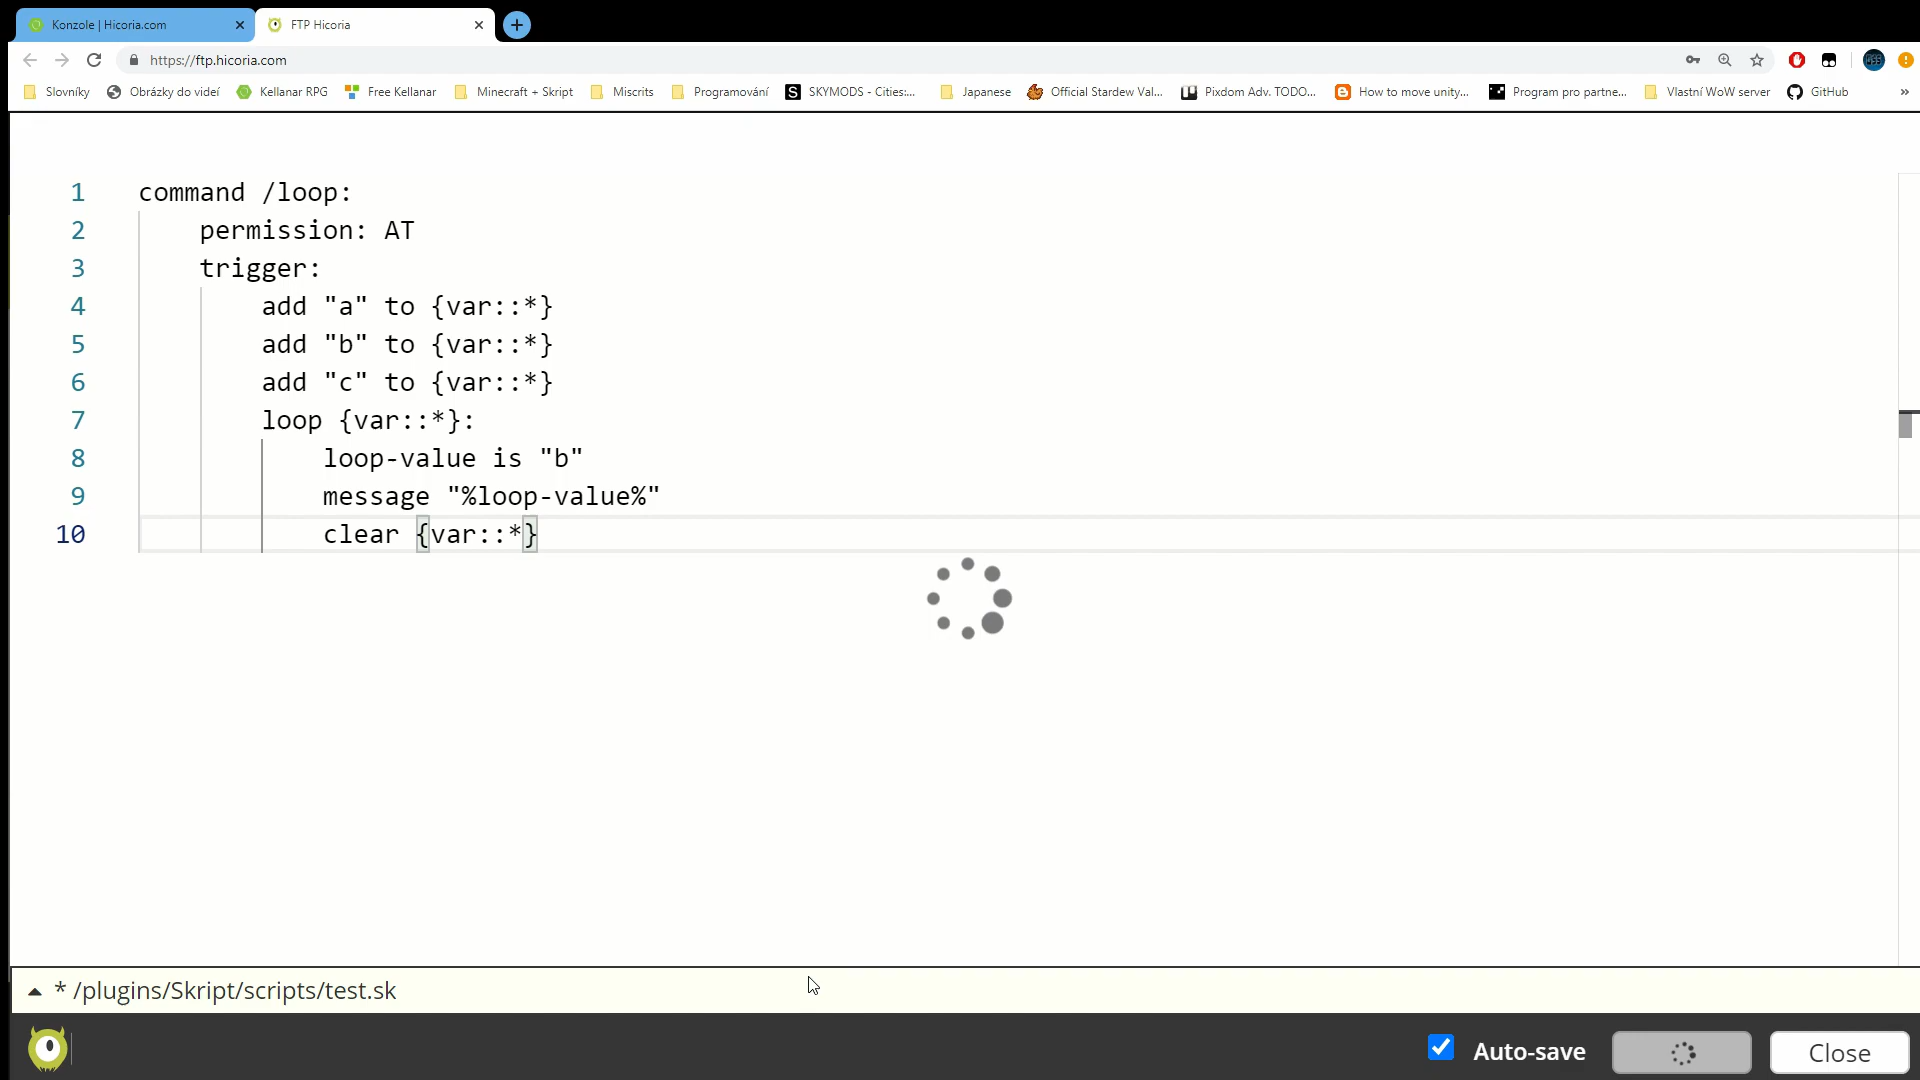 Konzole | Hicoria.com
FTP Hicoria
https://ftp.hicoria.com
Slovníky Obrázky do videí Kellanar RPG Free Kellanar Minecraft + Skript Miscrits Programování SKYMODS - Cities:... Japanese Official Stardew Val... Pixdom Adv. TODO... How to move unity... Program pro partne... Vlastní WoW server GitHub »
1 command /loop:
2 permission: AT
3 trigger:
4 add "a" to {var::*}
5 add "b" to {var::*}
6 add "c" to {var::*}
7 loop {var::*}:
8 loop-value is "b"
9 message "%loop-value%"
10 clear {var::*}
* /plugins/Skript/scripts/test.sk
Auto-save Close